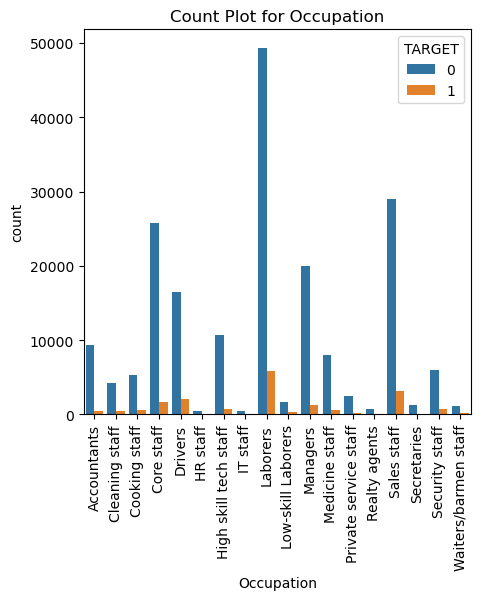 Count Plot for Occupation
TARGET
0
1
50000
40000
30000
20000
10000
0
count
Accountants
Cleaning staff
Cooking staff
Core staff
Drivers
HR staff
High skill tech staff
IT staff
Laborers
Low-skill Laborers
Managers
Medicine staff
Private service staff
Realty agents
Sales staff
Secretaries
Security staff
Waiters/barmen staff
Occupation